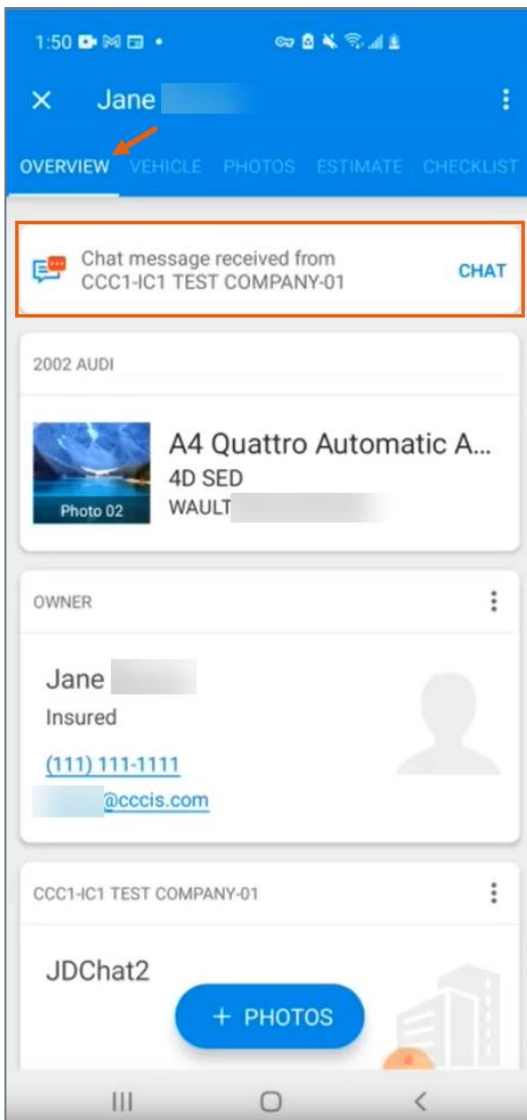 1:50
Jane
OVERVIEW VEHICLE PHOTOS ESTIMATE CHECKLIST
Chat message received from
CCC1-IC1 TEST COMPANY-01
CHAT
2002 AUDI
A4 Quattro Automatic A...
4D SED
WAULT
Photo 02
OWNER
Jane
Insured
(111) 111-1111
@cccis.com
CCC1-IC1 TEST COMPANY-01
JDChat2
+ PHOTOS